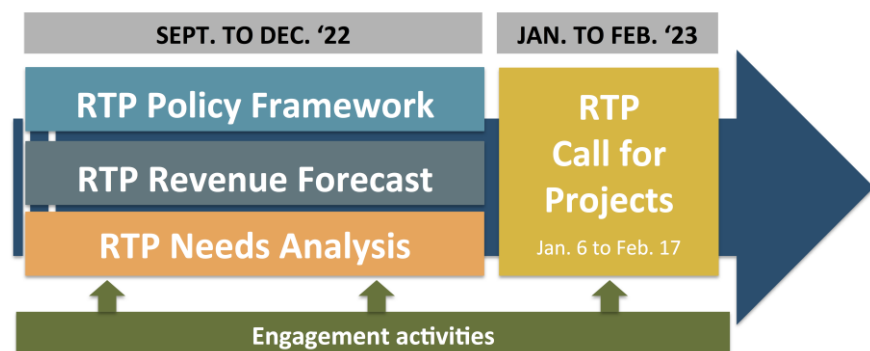 SEPT. TO DEC. ‘22
JAN. TO FEB. ‘23
RTP Policy Framework
RTP Revenue Forecast
RTP Needs Analysis
RTP
Call for
Projects
Jan. 6 to Feb. 17
Engagement activities